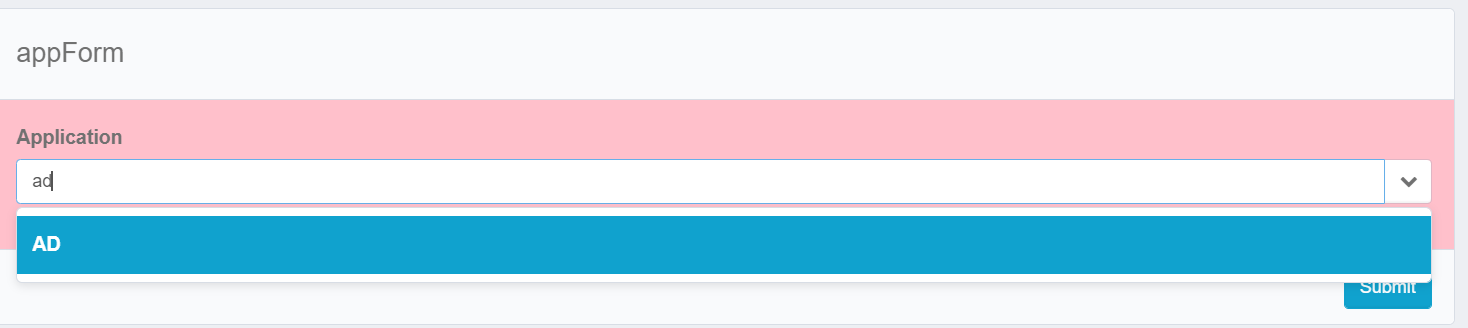 appForm
Application
ad
AD
Submit